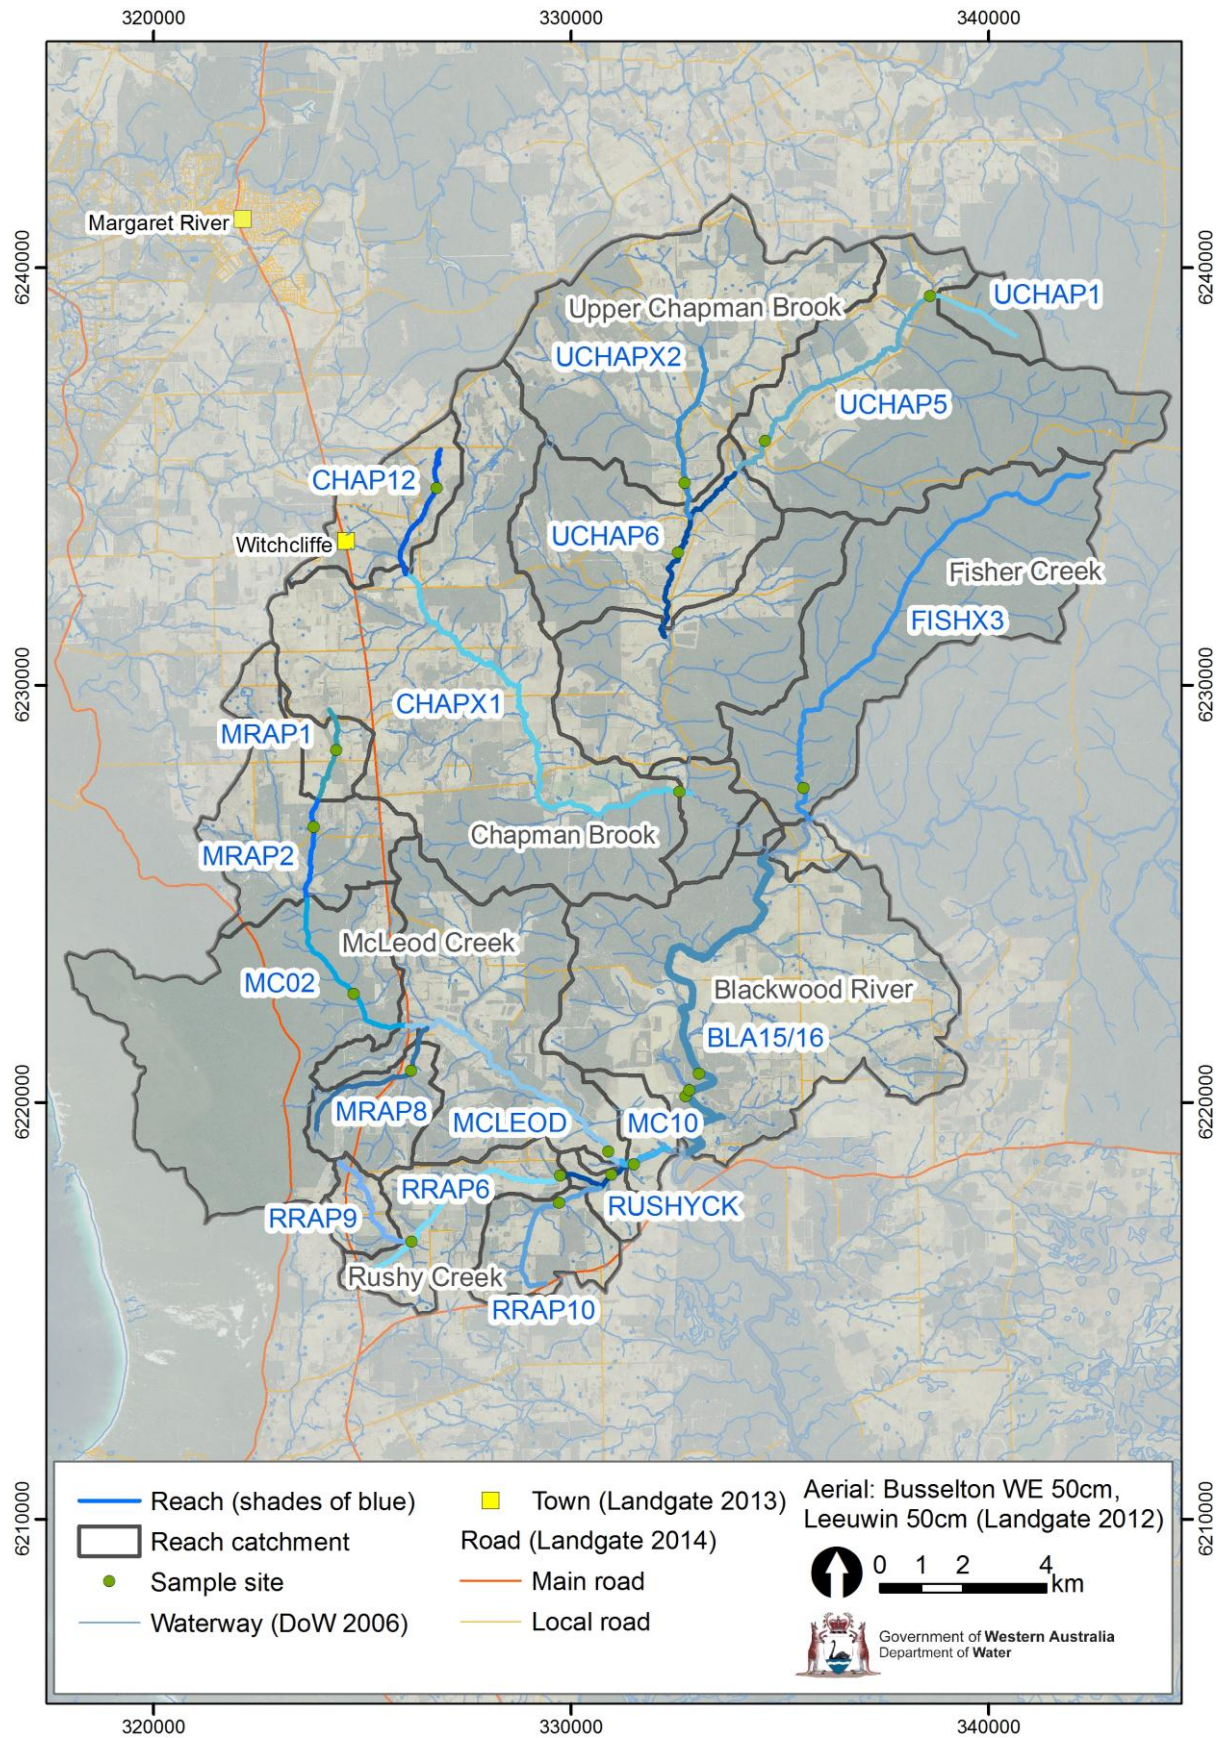 320000
330000
340000
Margaret River
6240000
6240000
UCHAP1
Upper Chapman Brook
UCHAPX2
UCHAP5
CHAP12
Witchcliffe
UCHAP6
Fisher Creek
FISHX3
6230000
6230000
CHAPX1
MRAP1
Chapman Brook
MRAP2
McLeod Creek
MC02
Blackwood River
BLA15/16
6220000
6220000
MRAP8
MCLEOD
MC10
RRAP6
RUSHYCK
RRAP9
Rushy Creek
RRAP10
6210000
6210000
Reach (shades of blue)
Reach catchment
Sample site
Waterway (DoW 2006)
Town (Landgate 2013)
Road (Landgate 2014)
Main road
Local road
Aerial: Busselton WE 50cm,
Leeuwin 50cm (Landgate 2012)
0 1 2 4
km
Government of Western Australia
Department of Water
320000
330000
340000